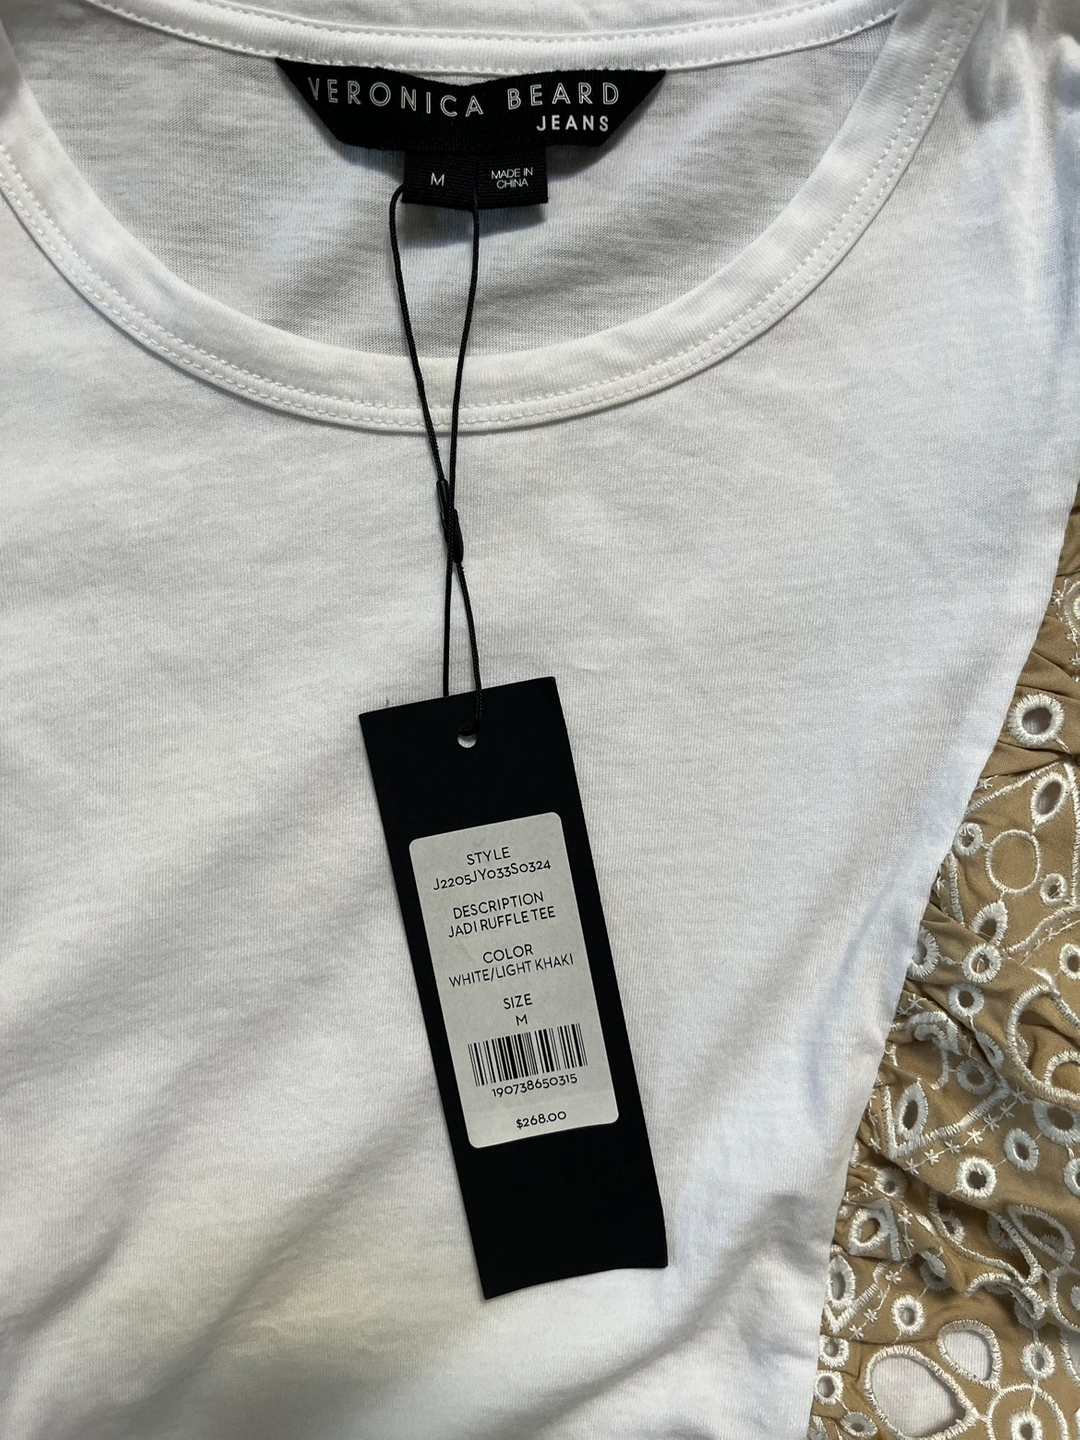 VERONICA BEARD
JEANS
M
MADE IN
CHINA
STYLE
J2205JY033S0324
DESCRIPTION
JADI RUFFLE TEE
COLOR
WHITE/LIGHT KHAKI
SIZE
M
190738650315
$268.00